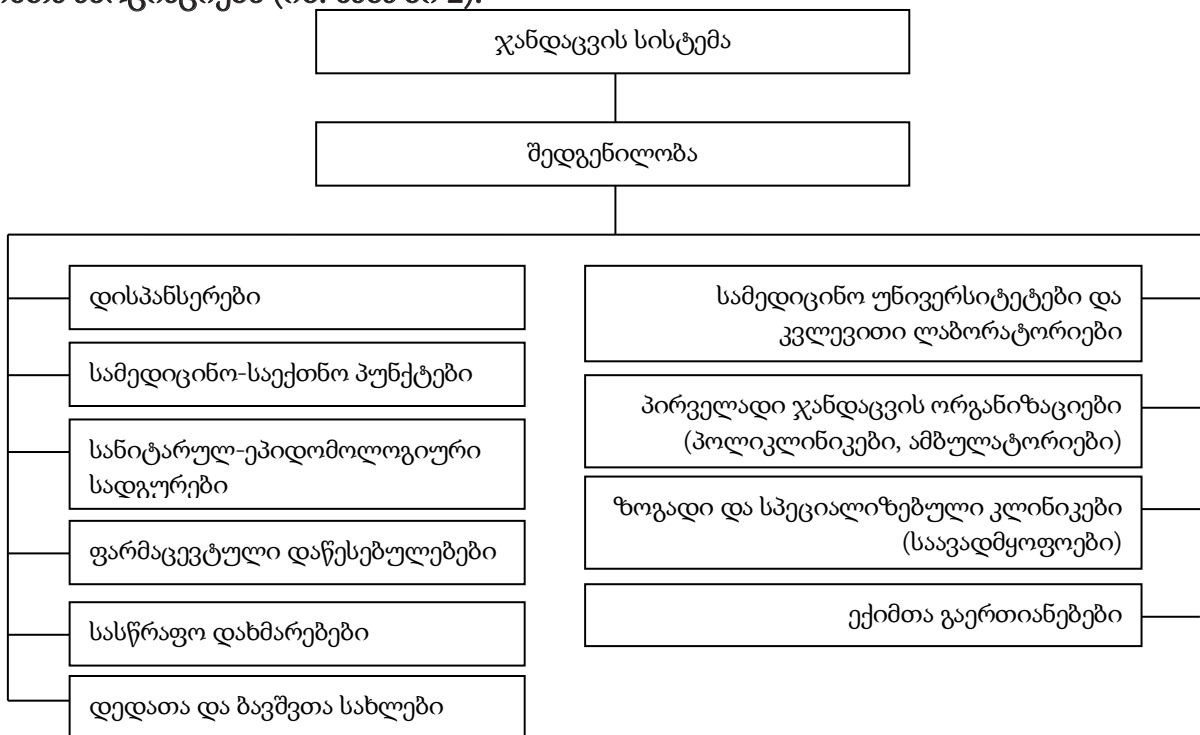 ჯანდაცვის სისტემა
შედგენილობა
დისპანსერები
სამედიცინო-საექთნო პუნქტები
სანიტარულ-ეპიდომოლოგიური
სადგურები
ფარმაცევტული დაწესებულებები
სასწრაფო დახმარებები
დედათა და ბავშვთა სახლები
სამედიცინო უნივერსიტეტები და
კვლევითი ლაბორატორიები
პირველადი ჯანდაცვის ორგანიზაციები
(პოლიკლინიკები, ამბულატორიები)
ზოგადი და სპეციალიზებული კლინიკები
(საავადმყოფოები)
ექიმთა გაერთიანებები